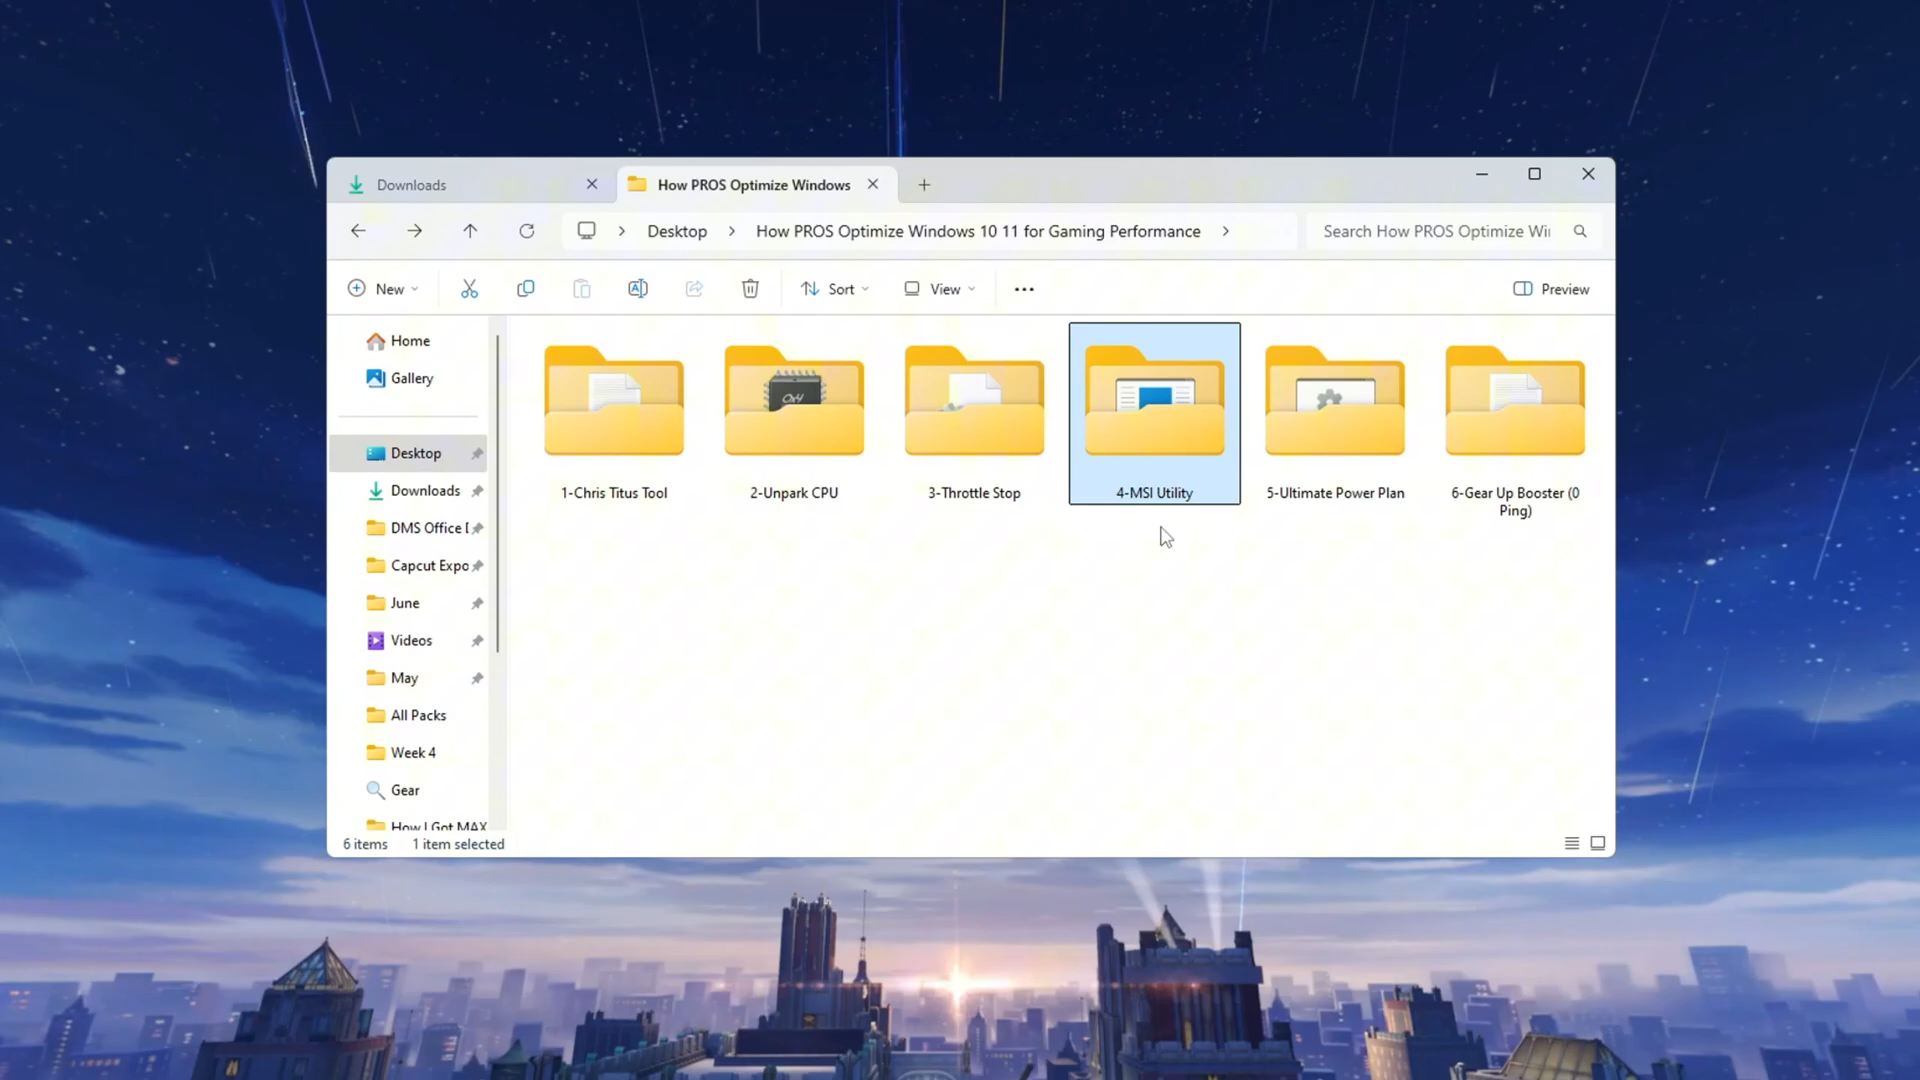 Downloads
How PROS Optimize Windows
Desktop
How PROS Optimize Windows 10 11 for Gaming Performance
Search How PROS Optimize Wi
New
Sort
View
Preview
Home
Gallery
Desktop
Downloads
DMS Office
Capcut Expo
June
Videos
May
All Packs
Week 4
Gear
How I Got MAX
0x4
1-Chris Titus Tool
2-Unpark CPU
3-Throttle Stop
4-MSI Utility
5-Ultimate Power Plan
6-Gear Up Booster (0
Ping)
6 items
1 item selected